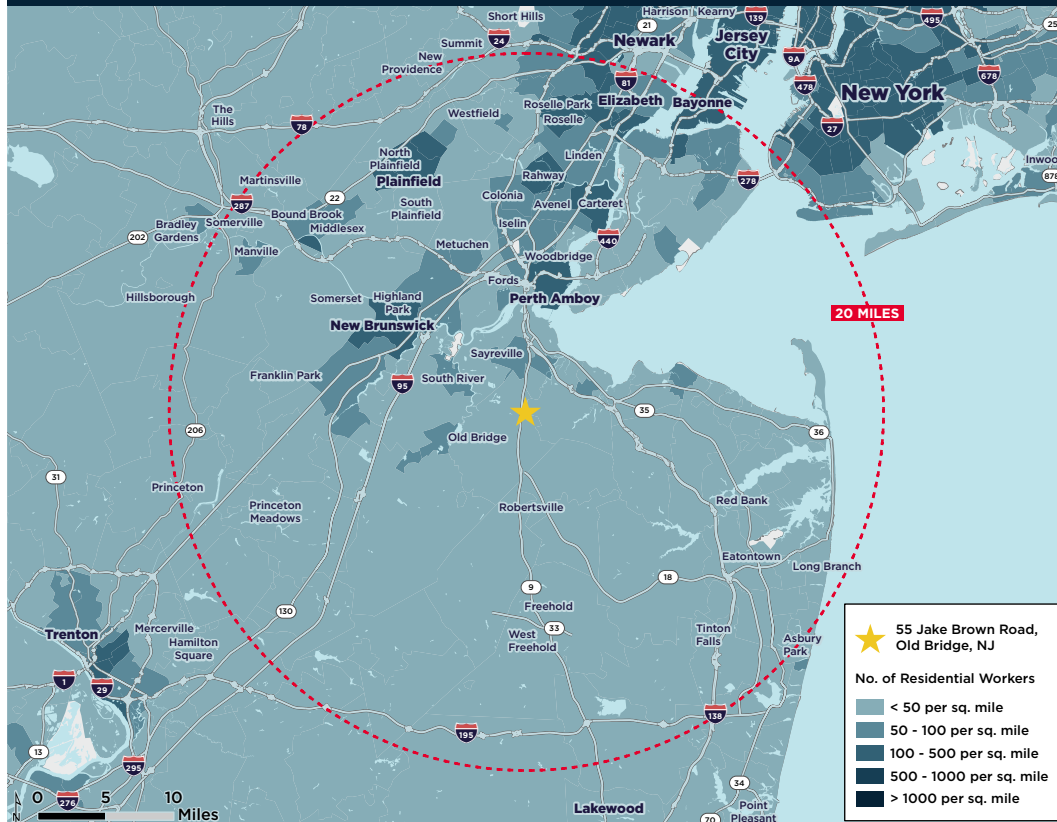 Short Hills
Harrison
Kearny
139
495
25
21
24
Summit
Newark
Jersey
City
9A
New
Providence
678
81
478
New York
The
Hills
Elizabeth
Bayonne
Roselle Park
Roselle
Westfield
78
27
North
Plainfield
Linden
Inwoo
Martinsville
Plainfield
Rahway
278
878
22
Colonia
Avenel
Carteret
287
South
Plainfield
Bound Brook
Iselin
Bradley
Gardens
Somerville
Middlesex
202
Metuchen
440
Manville
Woodbridge
Fords
Hillsborough
Somerset
Highland
Park
Perth Amboy
20 MILES
New Brunswick
Sayreville
Franklin Park
South River
95
35
206
Old Bridge
36
31
Princeton
Red Bank
Princeton
Meadows
Robertsville
Eatontown
Long Branch
18
9
130
Freehold
33
Trenton
Mercerville
Hamilton
Square
West
Freehold
Tinton
Falls
Asbury
Park
1
29
138
195
13
295
34
276
Lakewood
Point
Pleasant
70
N
0 5 10
Miles
55 Jake Brown Road,
Old Bridge, NJ
No. of Residential Workers
< 50 per sq. mile
50 - 100 per sq. mile
100 - 500 per sq. mile
500 - 1000 per sq. mile
> 1000 per sq. mile